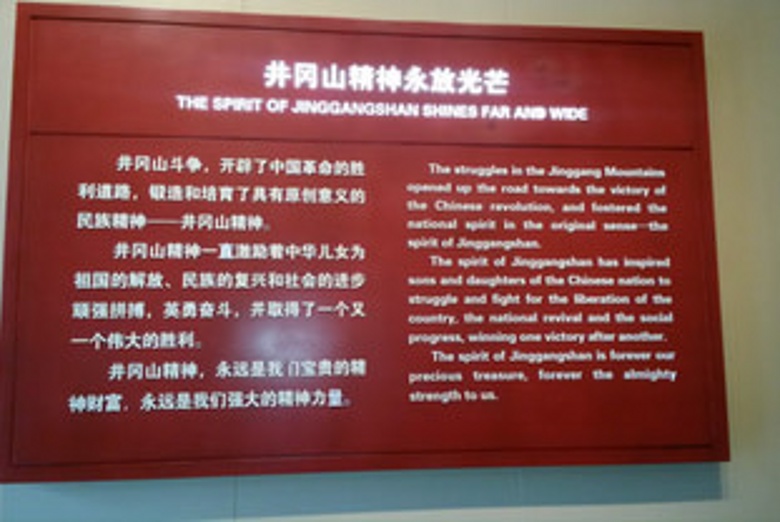 井冈山精神永放光芒
THE SPIRIT OF JINGGANGSHAN SHINES FAR AND WIDE
井冈山斗争，开辟了中国革命的胜
利道路，锻造和培育了具有原创意义的
民族精神——井冈山精神。
井冈山精神一直激励着中华儿女为
祖国的解放、民族的复兴和社会的进步
顽强拼搏，英勇奋斗，并取得了一个又
一个伟大的胜利。
井冈山精神，永远是我们宝贵的精
神财富，永远是我们强大的精神力量。
The struggles in the Jinggang Mountains
opened up the road towards the victory of
the Chinese revolution, and fostered the
national spirit in the original sense—the
spirit of Jinggangshan.
The spirit of Jinggangshan has inspired
sons and daughters of the Chinese nation to
struggle and fight for the liberation of the
country, the national revival and the social
progress, winning one victory after another.
The spirit of Jinggangshan is forever our
precious treasure, forever the almighty
strength to us.